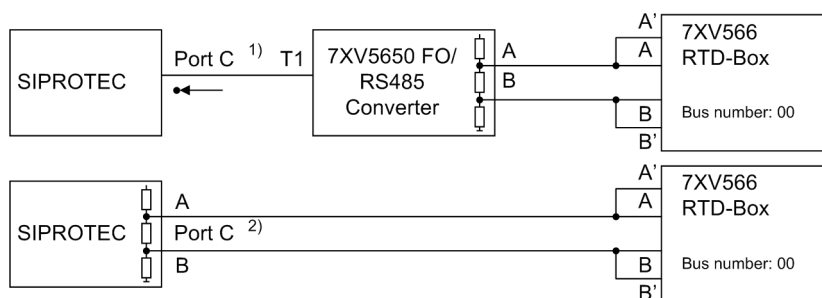 SIPROTEC
Port C 1)
T1
7XV5650 FO/
RS485
Converter
A
B
A'
A
B
B'
7XV566
RTD-Box
Bus number: 00
SIPROTEC
A
Port C 2)
B
A'
A
B
B'
7XV566
RTD-Box
Bus number: 00